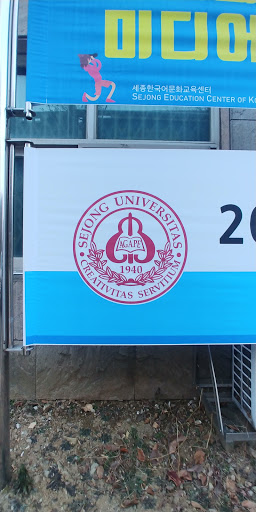 미디어
세종한국어문화교육센터
SEJONG EDUCATION CENTER OF K
SEJONG UNIVERSITAS
AGAPE
1940
CREATIVITAS SERVITIUM
20